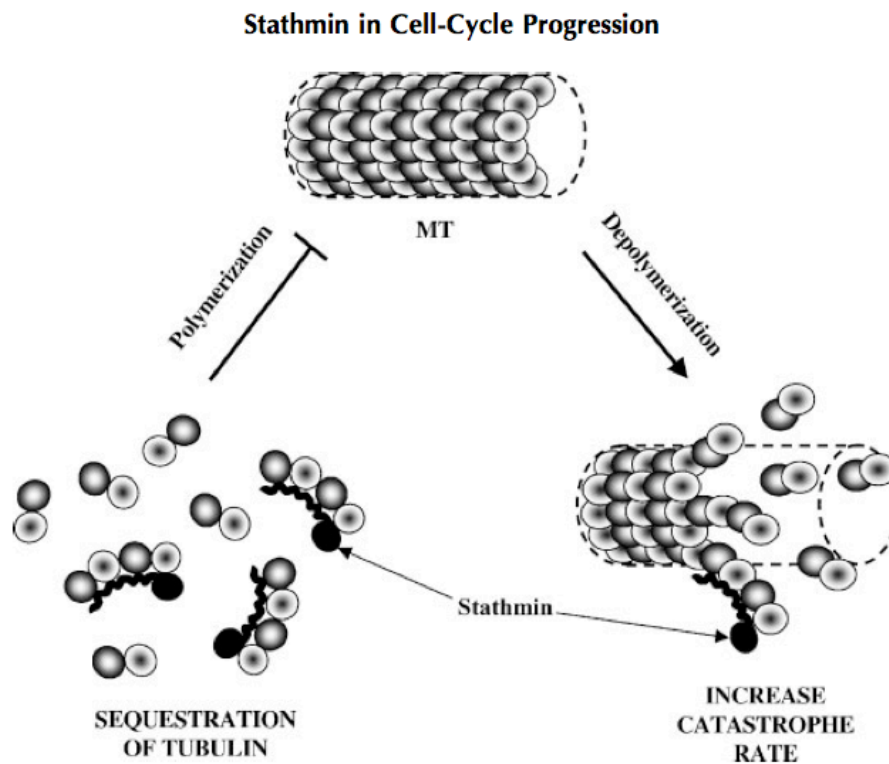 Stathmin in Cell-Cycle Progression
MT
Polymerization
Depolymerization
Stathmin
SEQUESTRATION
OF TUBULIN
INCREASE
CATASTROPHE
RATE